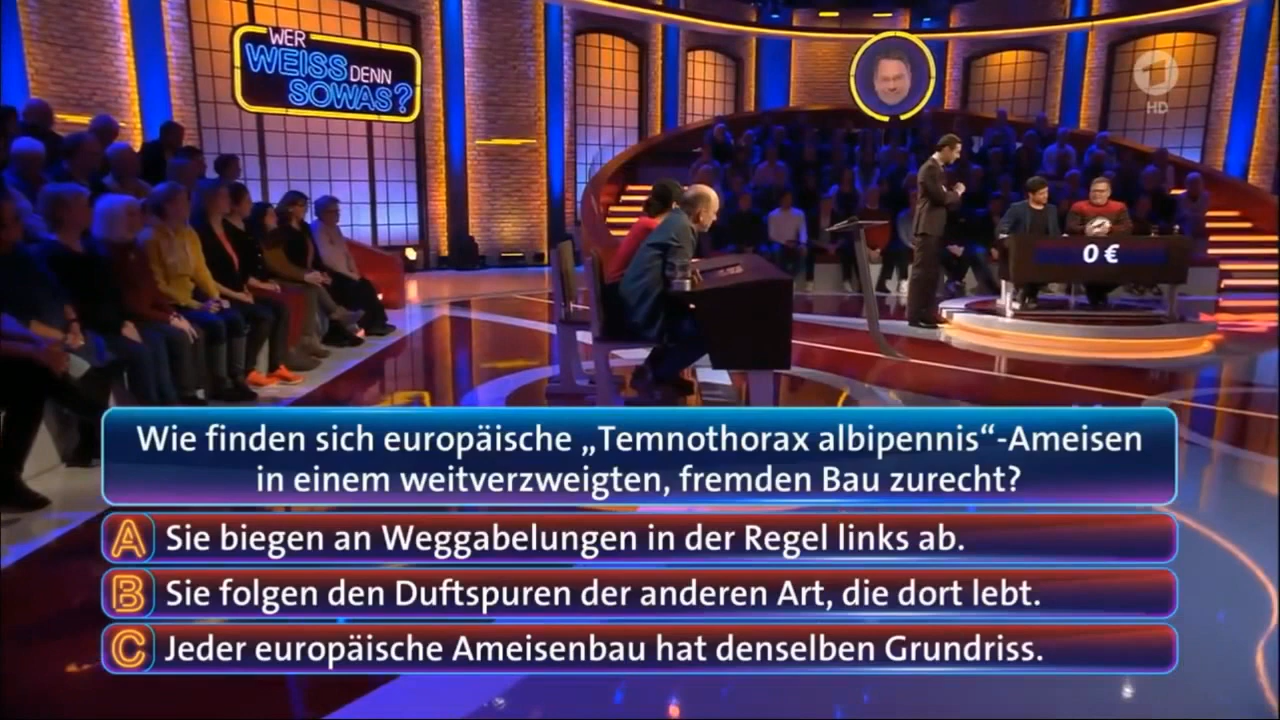 WER
WEISS DENN
SOWAS?
1
HD
0 €
Wie finden sich europäische „Temnothorax albipennis“-Ameisen
in einem weitverzweigten, fremden Bau zurecht?
A Sie biegen an Weggabelungen in der Regel links ab.
B Sie folgen den Duftspuren der anderen Art, die dort lebt.
C Jeder europäische Ameisenbau hat denselben Grundriss.